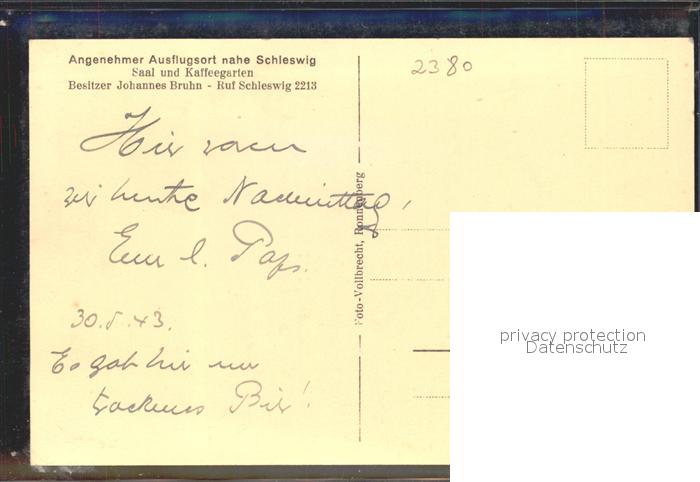 Angenehmer Ausflugsort nahe Schleswig
Saal und Kaffeegarten
Besitzer Johannes Bruhn - Ruf Schleswig 2213
2380
Hier waren
wir heute Nachmittag,
Euer l. Paps.
30.5.43.
Es gab hier nur
trockenes Bier!
Foto-Vollbrecht, Ronnenberg
privacy protection
Datenschutz